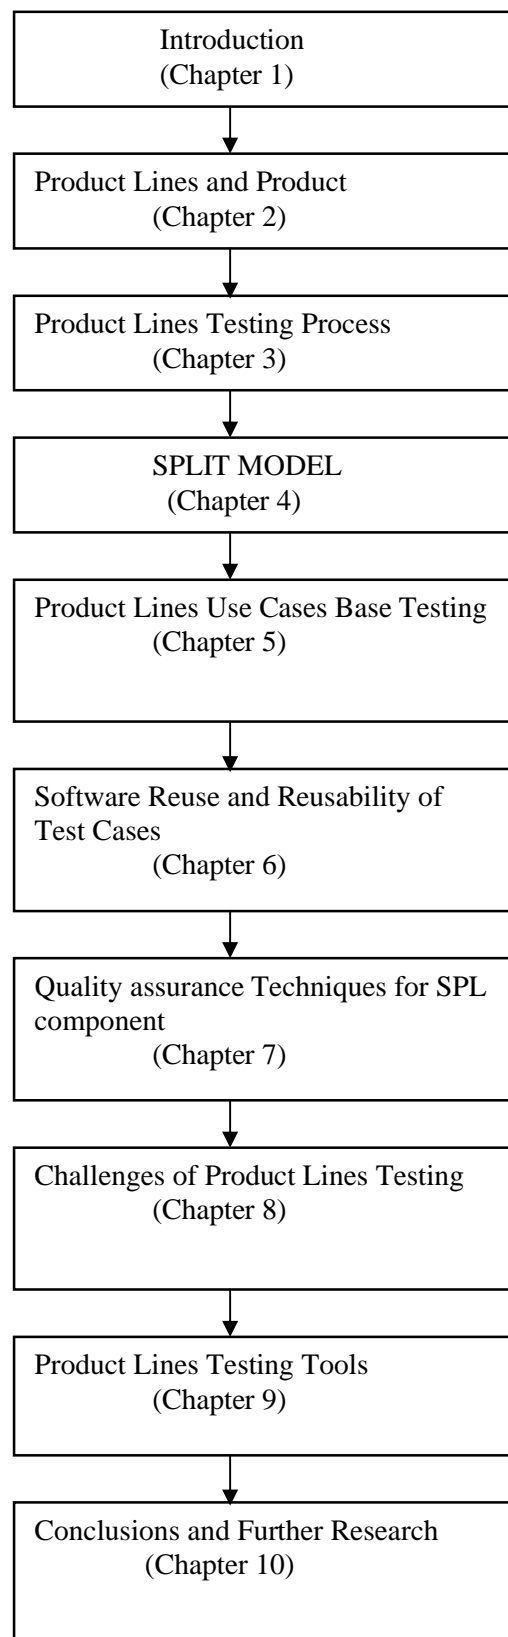 Introduction
(Chapter 1)
Product Lines and Product
(Chapter 2)
Product Lines Testing Process
(Chapter 3)
SPLIT MODEL
(Chapter 4)
Product Lines Use Cases Base Testing
(Chapter 5)
Software Reuse and Reusability of
Test Cases
(Chapter 6)
Quality assurance Techniques for SPL
component
(Chapter 7)
Challenges of Product Lines Testing
(Chapter 8)
Product Lines Testing Tools
(Chapter 9)
Conclusions and Further Research
(Chapter 10)